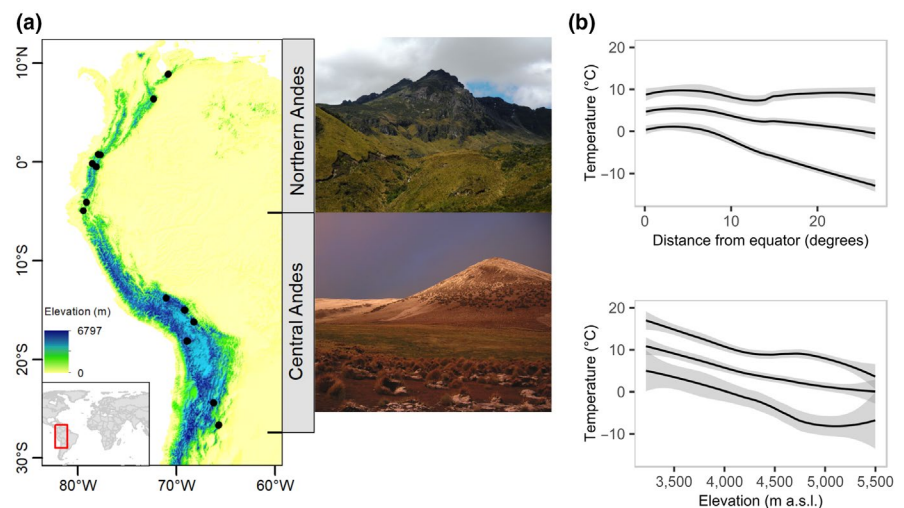 (a)
10°N
0°
10°S
20°S
30°S
80°W
70°W
60°W
Elevation (m)
6797
0
Northern Andes
Central Andes
(b)
Temperature (°C)
20
10
0
−10
0
10
20
Distance from equator (degrees)
Temperature (°C)
20
10
0
−10
3,500
4,000
4,500
5,000
5,500
Elevation (m a.s.l.)